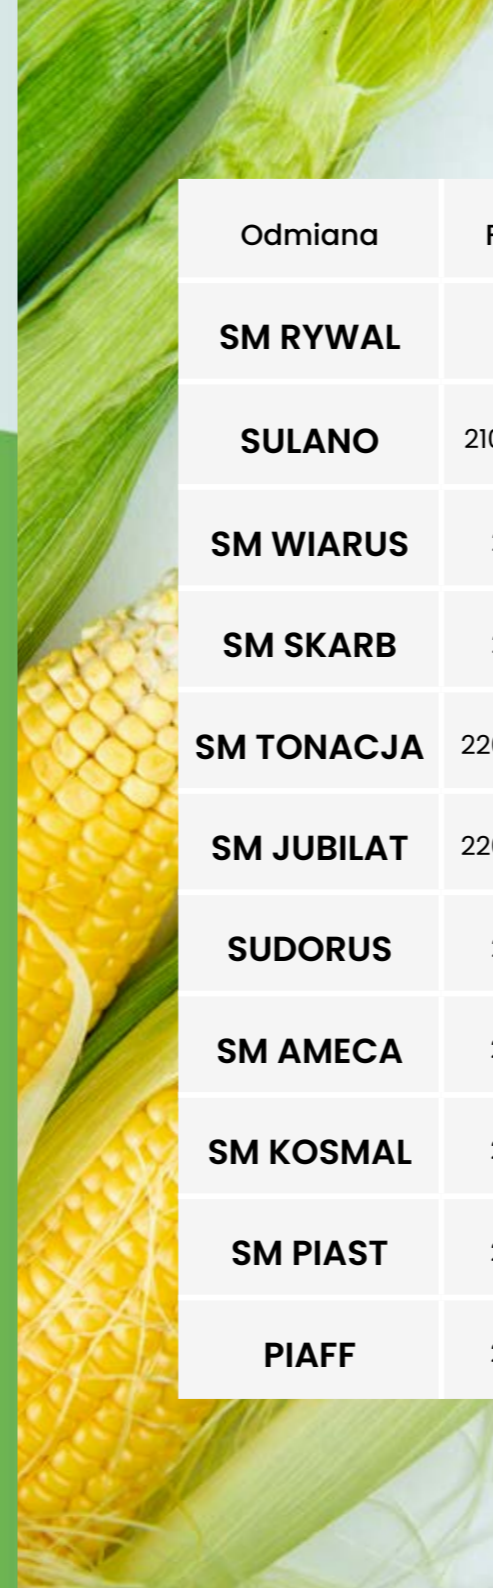 Odmiana
SM RYWAL
SULANO
SM WIARUS
SM SKARB
SM TONACJA
SM JUBILAT
SUDORUS
SM AMECA
SM KOSMAL
SM PIAST
PIAFF